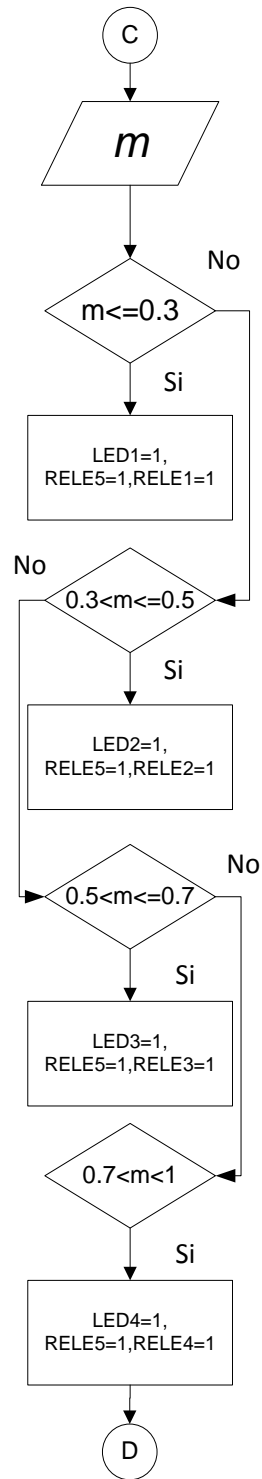 C
m
No
m<=0.3
Si
LED1=1,
RELE5=1,RELE1=1
No
0.3<m<=0.5
Si
LED2=1,
RELE5=1,RELE2=1
No
0.5<m<=0.7
Si
LED3=1,
RELE5=1,RELE3=1
0.7<m<1
Si
LED4=1,
RELE5=1,RELE4=1
D